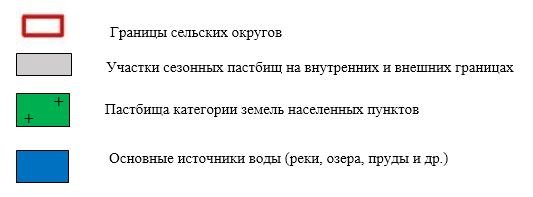 Границы сельских округов
Участки сезонных пастбищ на внутренних и внешних границах
Пастбища категории земель населенных пунктов
Основные источники воды (реки, озера, пруды и др.)